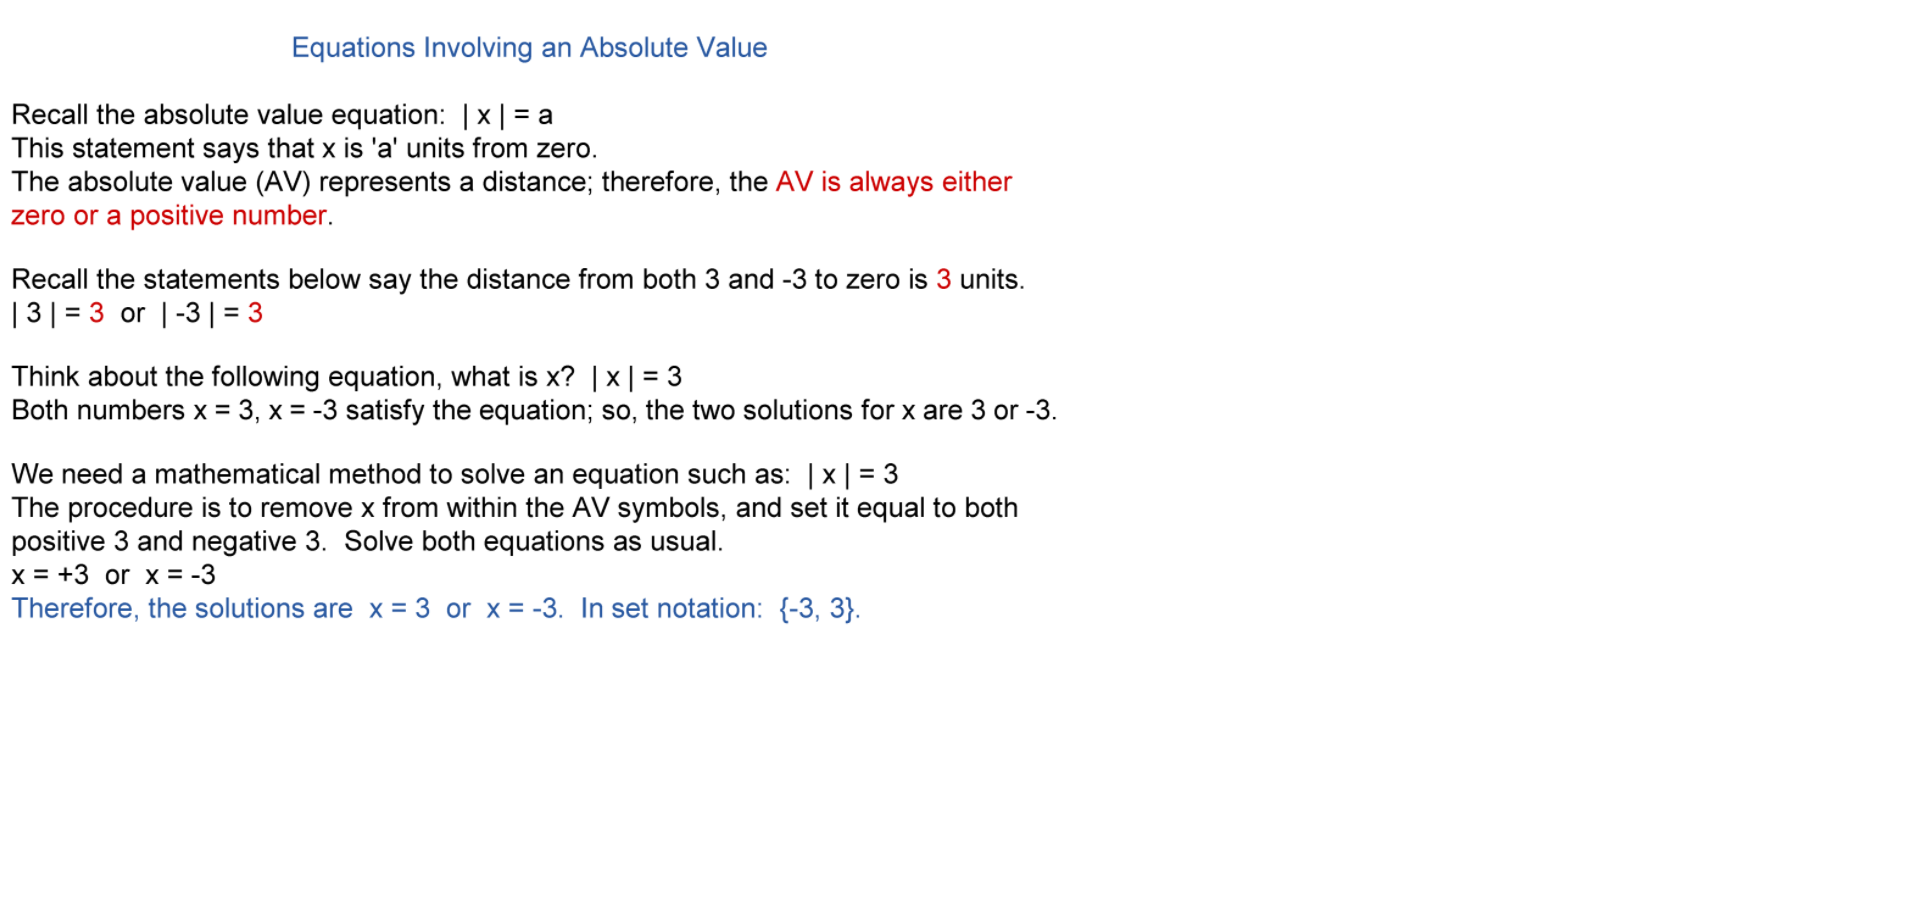 Equations Involving an Absolute Value
Recall the absolute value equation:  | x | = a
This statement says that x is 'a' units from zero.
The absolute value (AV) represents a distance; therefore, the AV is always either
zero or a positive number.
Recall the statements below say the distance from both 3 and -3 to zero is 3 units.
| 3 | = 3  or  | -3 | = 3
Think about the following equation, what is x?  | x | = 3
Both numbers x = 3, x = -3 satisfy the equation; so, the two solutions for x are 3 or -3.
We need a mathematical method to solve an equation such as:  | x | = 3
The procedure is to remove x from within the AV symbols, and set it equal to both
positive 3 and negative 3.  Solve both equations as usual.
x = +3  or  x = -3
Therefore, the solutions are  x = 3  or  x = -3.  In set notation:  {-3, 3}.